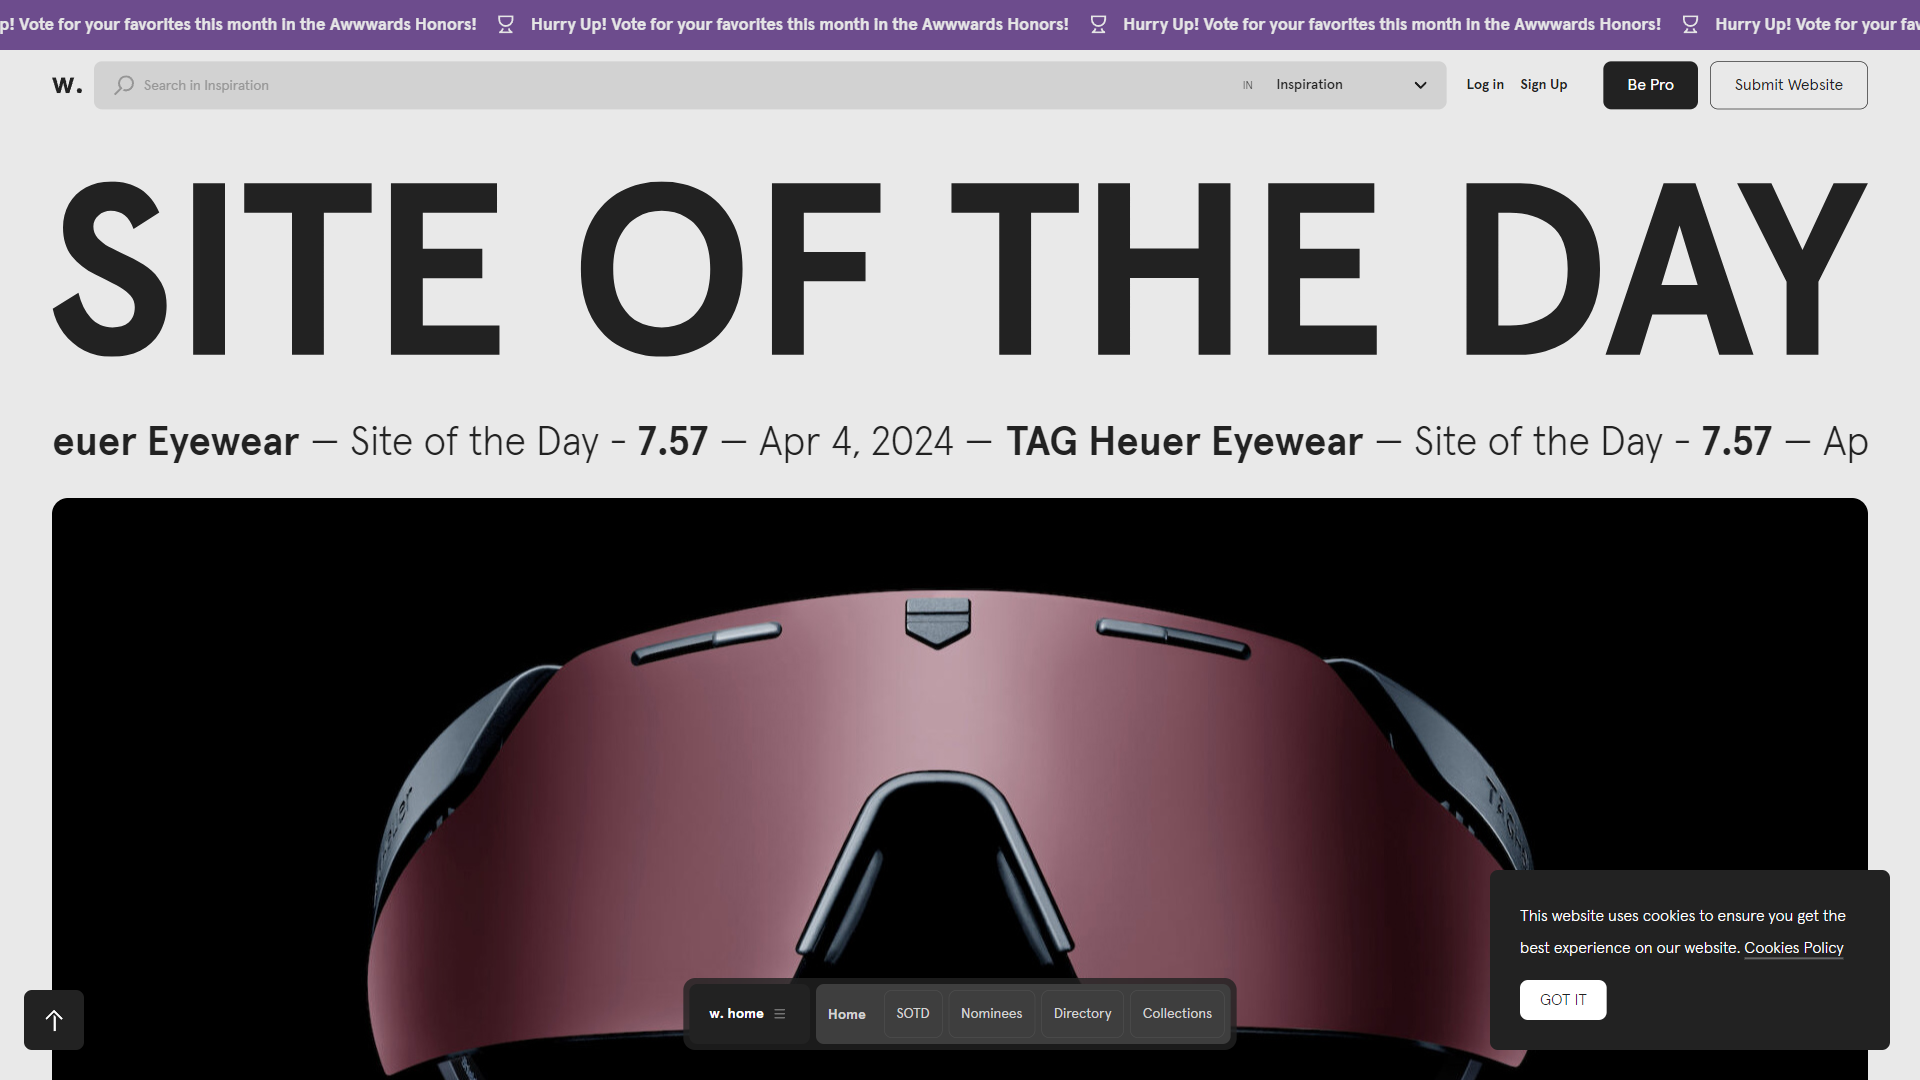 p! Vote for your favorites this month in the Awwwards Honors! Hurry Up! Vote for your favorites this month in the Awwwards Honors! Hurry Up! Vote for your favorites this month in the Awwwards Honors! Hurry Up! Vote for your fav
w. Search in Inspiration IN Inspiration Log in Sign Up Be Pro Submit Website
SITE OF THE DAY
euer Eyewear — Site of the Day - 7.57 — Apr 4, 2024 — TAG Heuer Eyewear — Site of the Day - 7.57 — Ap
This website uses cookies to ensure you get the
best experience on our website. Cookies Policy
GOT IT
w. home Home SOTD Nominees Directory Collections